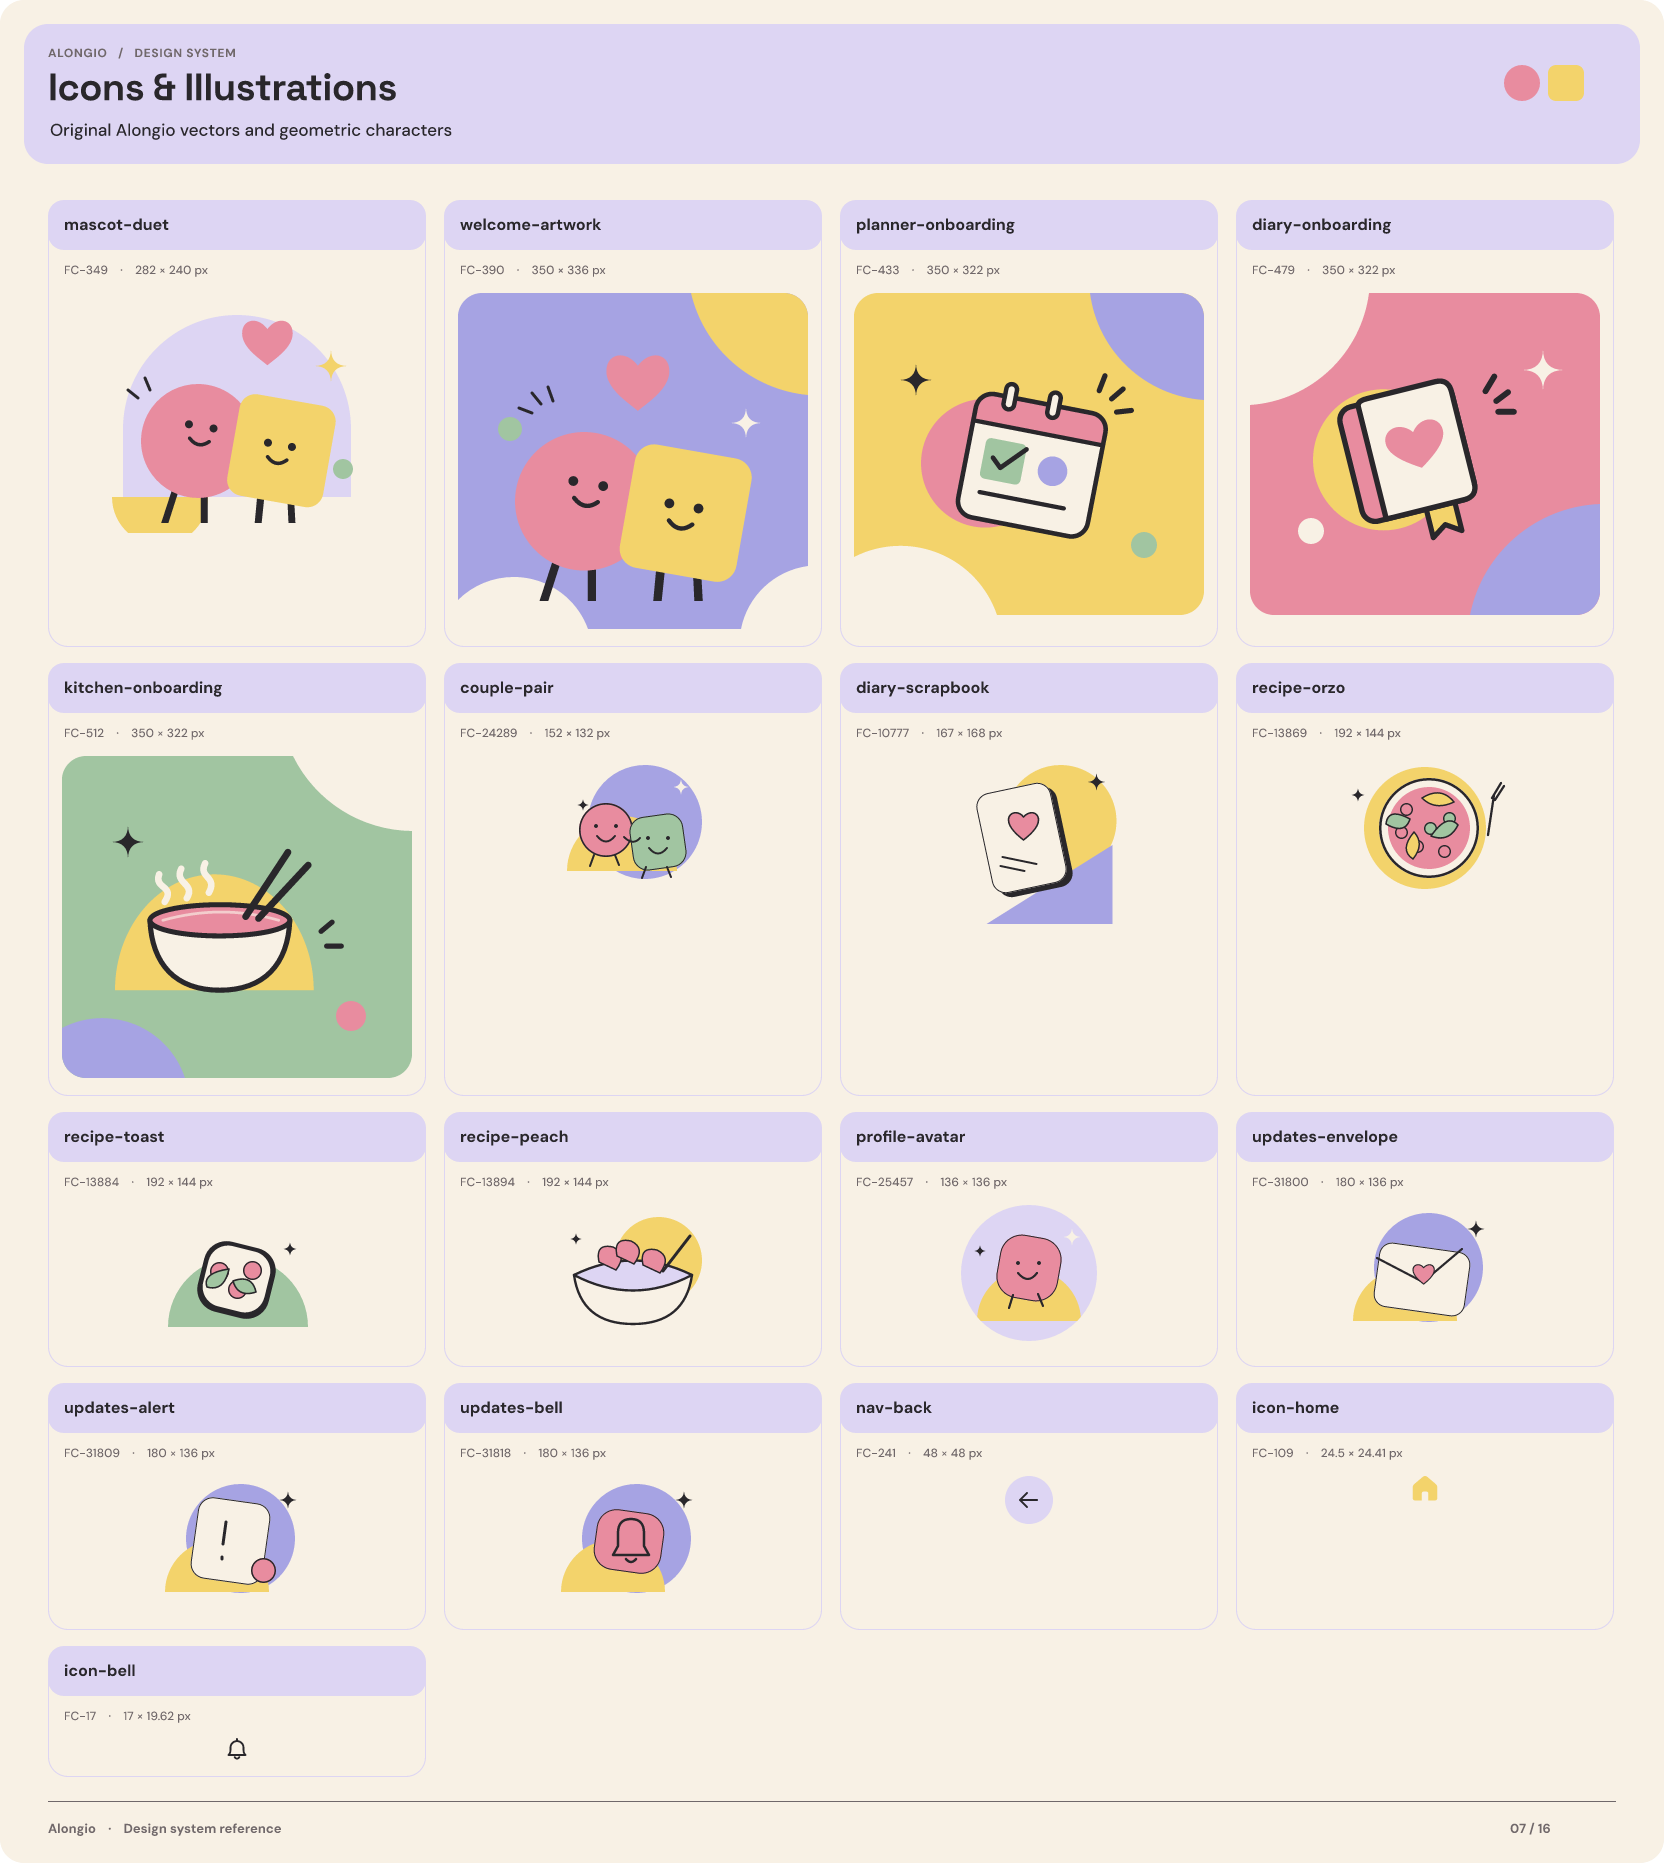 ALONGIO / DESIGN SYSTEM
Icons & Illustrations
Original Alongio vectors and geometric characters
mascot-duet
FC-349 · 282 × 240 px
welcome-artwork
FC-390 · 350 × 336 px
planner-onboarding
FC-433 · 350 × 322 px
diary-onboarding
FC-479 · 350 × 322 px
kitchen-onboarding
FC-512 · 350 × 322 px
couple-pair
FC-24289 · 152 × 132 px
diary-scrapbook
FC-10777 · 167 × 168 px
recipe-orzo
FC-13869 · 192 × 144 px
recipe-toast
FC-13884 · 192 × 144 px
recipe-peach
FC-13894 · 192 × 144 px
profile-avatar
FC-25457 · 136 × 136 px
updates-envelope
FC-31800 · 180 × 136 px
updates-alert
FC-31809 · 180 × 136 px
updates-bell
FC-31818 · 180 × 136 px
nav-back
FC-241 · 48 × 48 px
icon-home
FC-109 · 24.5 × 24.41 px
icon-bell
FC-17 · 17 × 19.62 px
Alongio · Design system reference
07 / 16